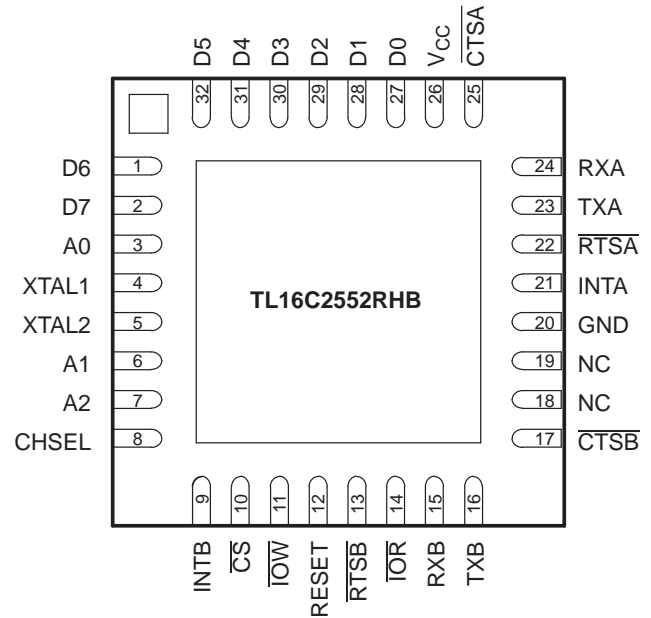 D5 D4 D3 D2 D1 D0 VCC CTSA
32 31 30 29 28 27 26 25
D6 1 24 RXA
D7 2 23 TXA
A0 3 22 RTSA
XTAL1 4 21 INTA
XTAL2 5 20 GND
A1 6 19 NC
A2 7 18 NC
CHSEL 8 17 CTSB
TL16C2552RHB
9 10 11 12 13 14 15 16
INTB CS IOW RESET RTSB IOR RXB TXB